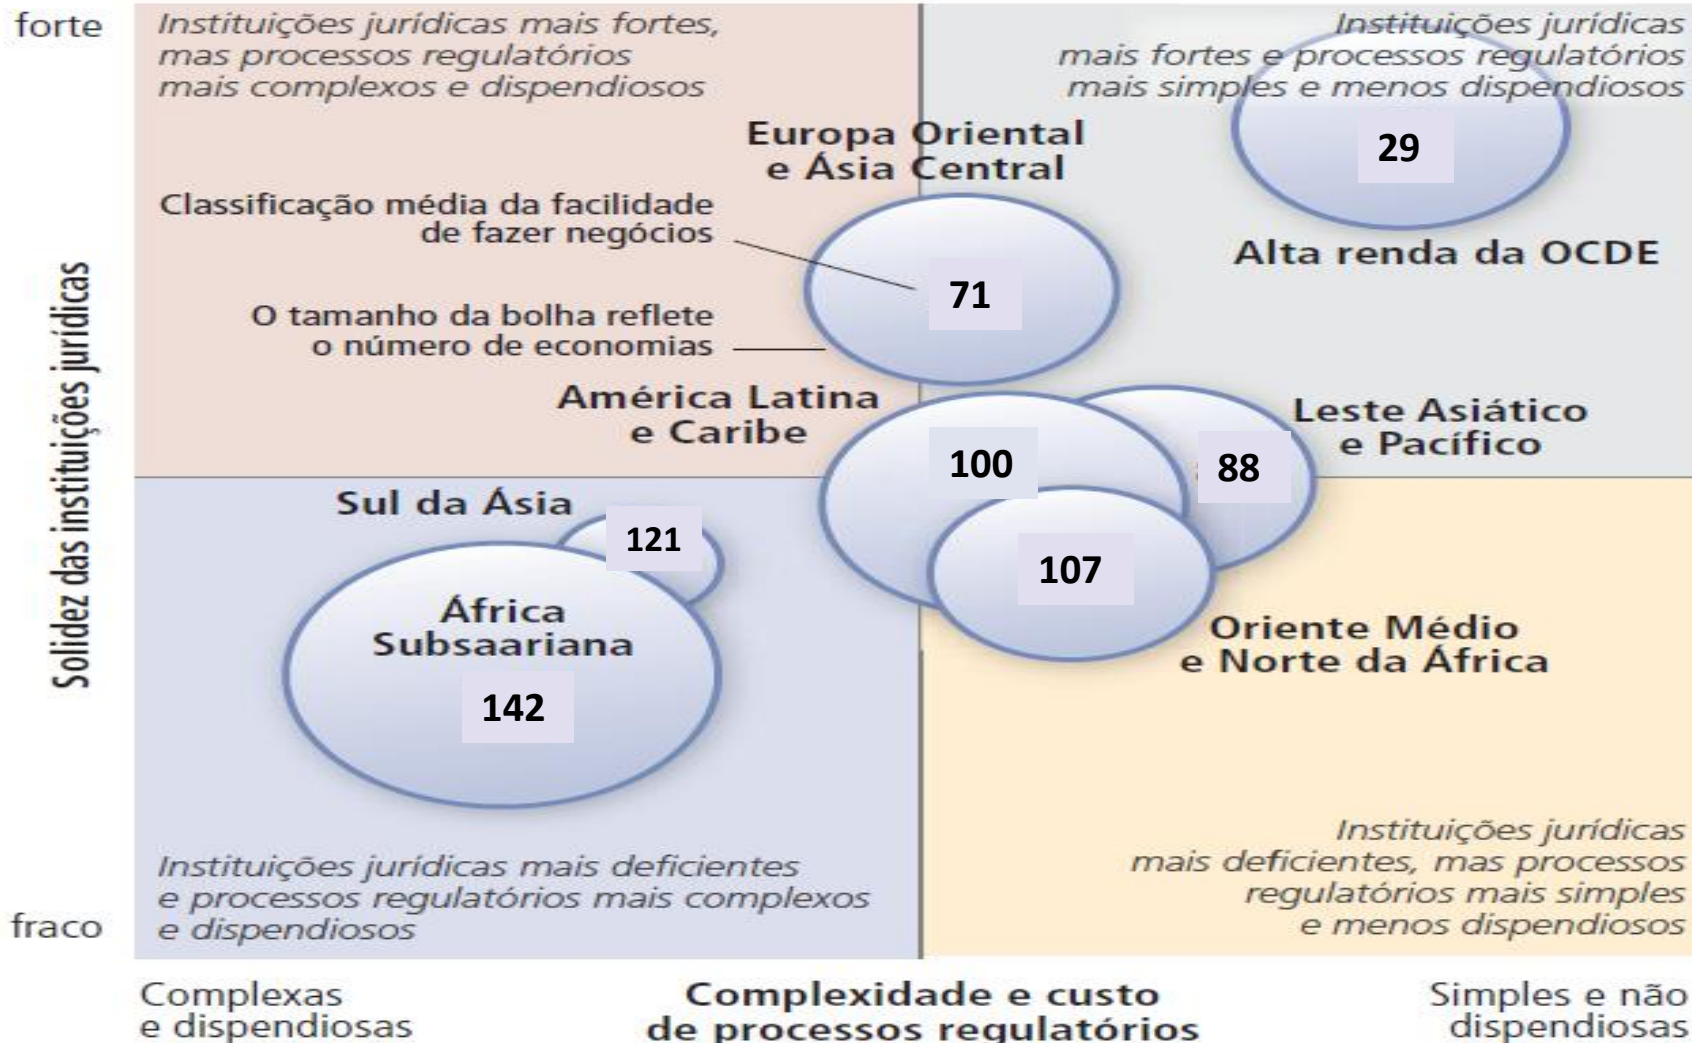 forte
Instituições jurídicas mais fortes,
mas processos regulatórios
mais complexos e dispendiosos
Instituições jurídicas
mais fortes e processos regulatórios
mais simples e menos dispendiosos
Europa Oriental
e Ásia Central
29
Alta renda da OCDE
Classificação média da facilidade
de fazer negócios
71
O tamanho da bolha reflete
o número de economias
América Latina
e Caribe
100
88
Leste Asiático
e Pacífico
Solidez das instituições jurídicas
Sul da Ásia
121
107
África
Subsaariana
142
Oriente Médio
e Norte da África
Instituições jurídicas mais deficientes
e processos regulatórios mais complexos
e dispendiosos
Instituições jurídicas
mais deficientes, mas processos
regulatórios mais simples
e menos dispendiosos
fraco
Complexas
e dispendiosas
Complexidade e custo
de processos regulatórios
Simples e não
dispendiosas